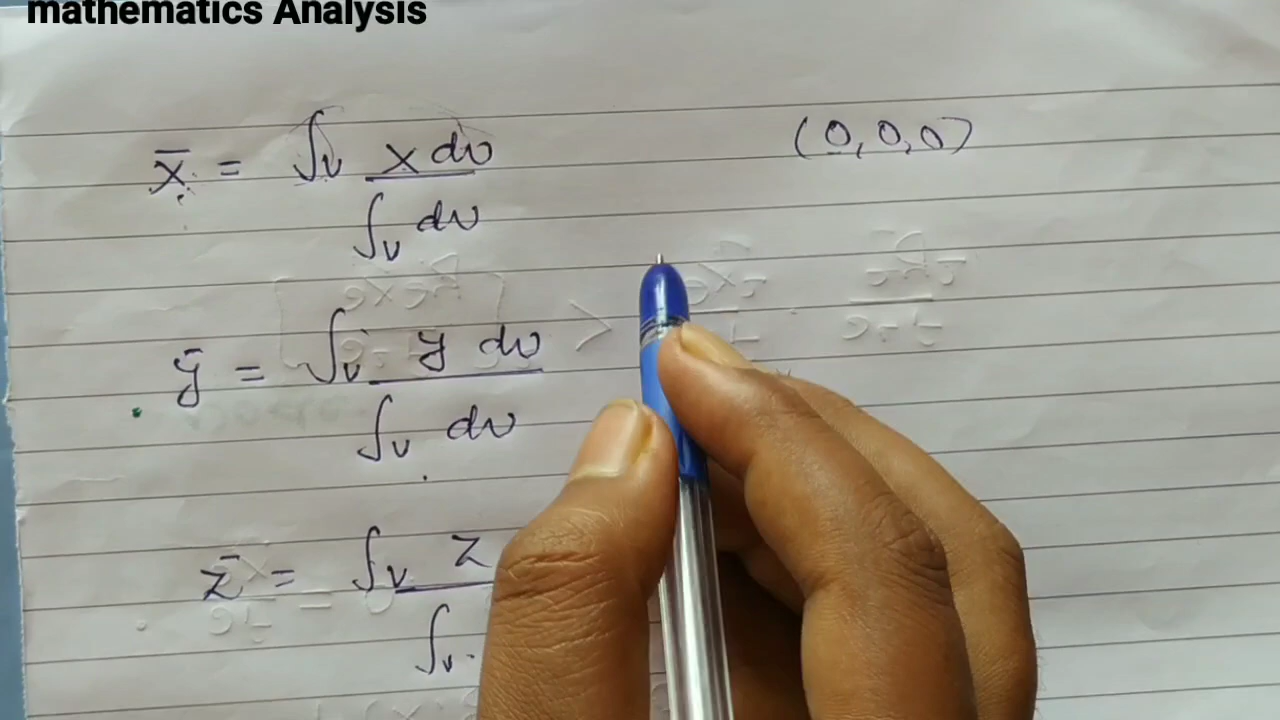 mathematics Analysis
x̄ = ∫v x dv
∫v dv
(0,0,0)
ȳ = ∫v y dv
∫v dv
z̄ = ∫v z
∫v